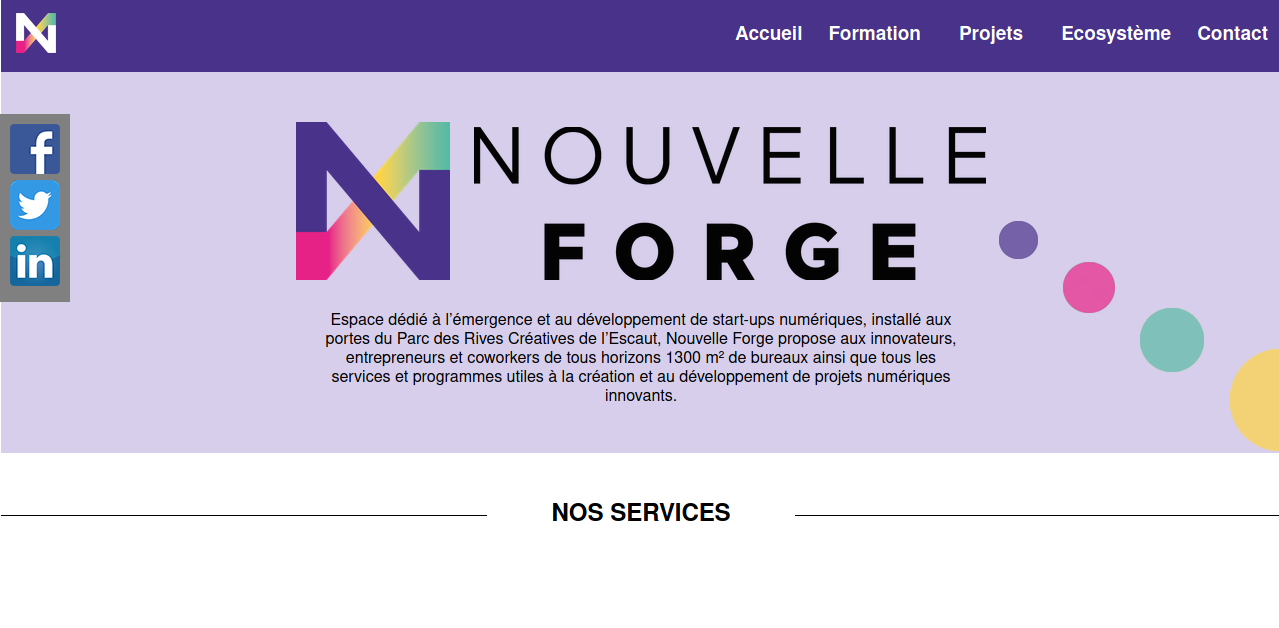 Accueil Formation Projets Ecosystème Contact
NOUVELLE
FORGE
Espace dédié à l’émergence et au développement de start-ups numériques, installé aux
portes du Parc des Rives Créatives de l’Escaut, Nouvelle Forge propose aux innovateurs,
entrepreneurs et coworkers de tous horizons 1300 m² de bureaux ainsi que tous les
services et programmes utiles à la création et au développement de projets numériques
innovants.
NOS SERVICES